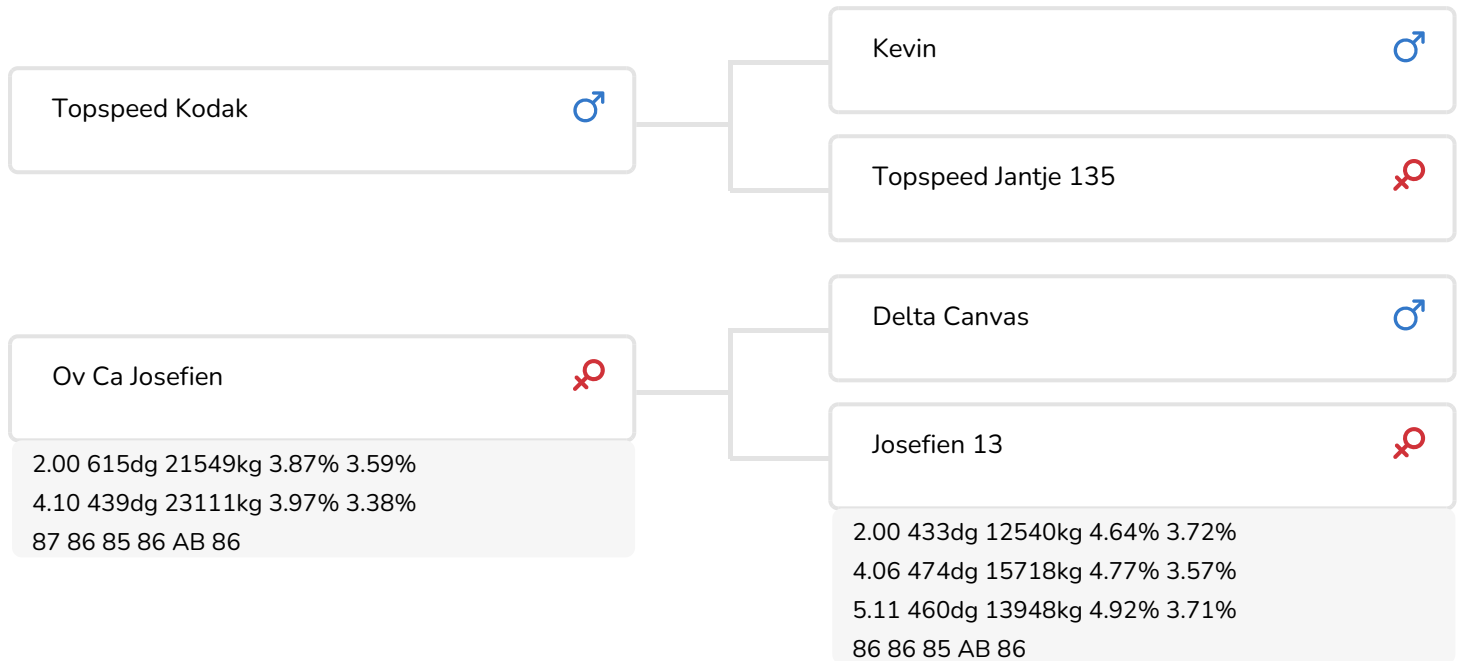 Kevin
Topspeed Kodak
Topspeed Jantje 135
Delta Canvas
Ov Ca Josefien
2.00 615dg 21549kg 3.87% 3.59%
4.10 439dg 23111kg 3.97% 3.38%
87 86 85 86 AB 86
Josefien 13
2.00 433dg 12540kg 4.64% 3.72%
4.06 474dg 15718kg 4.77% 3.57%
5.11 460dg 13948kg 4.92% 3.71%
86 86 85 AB 86